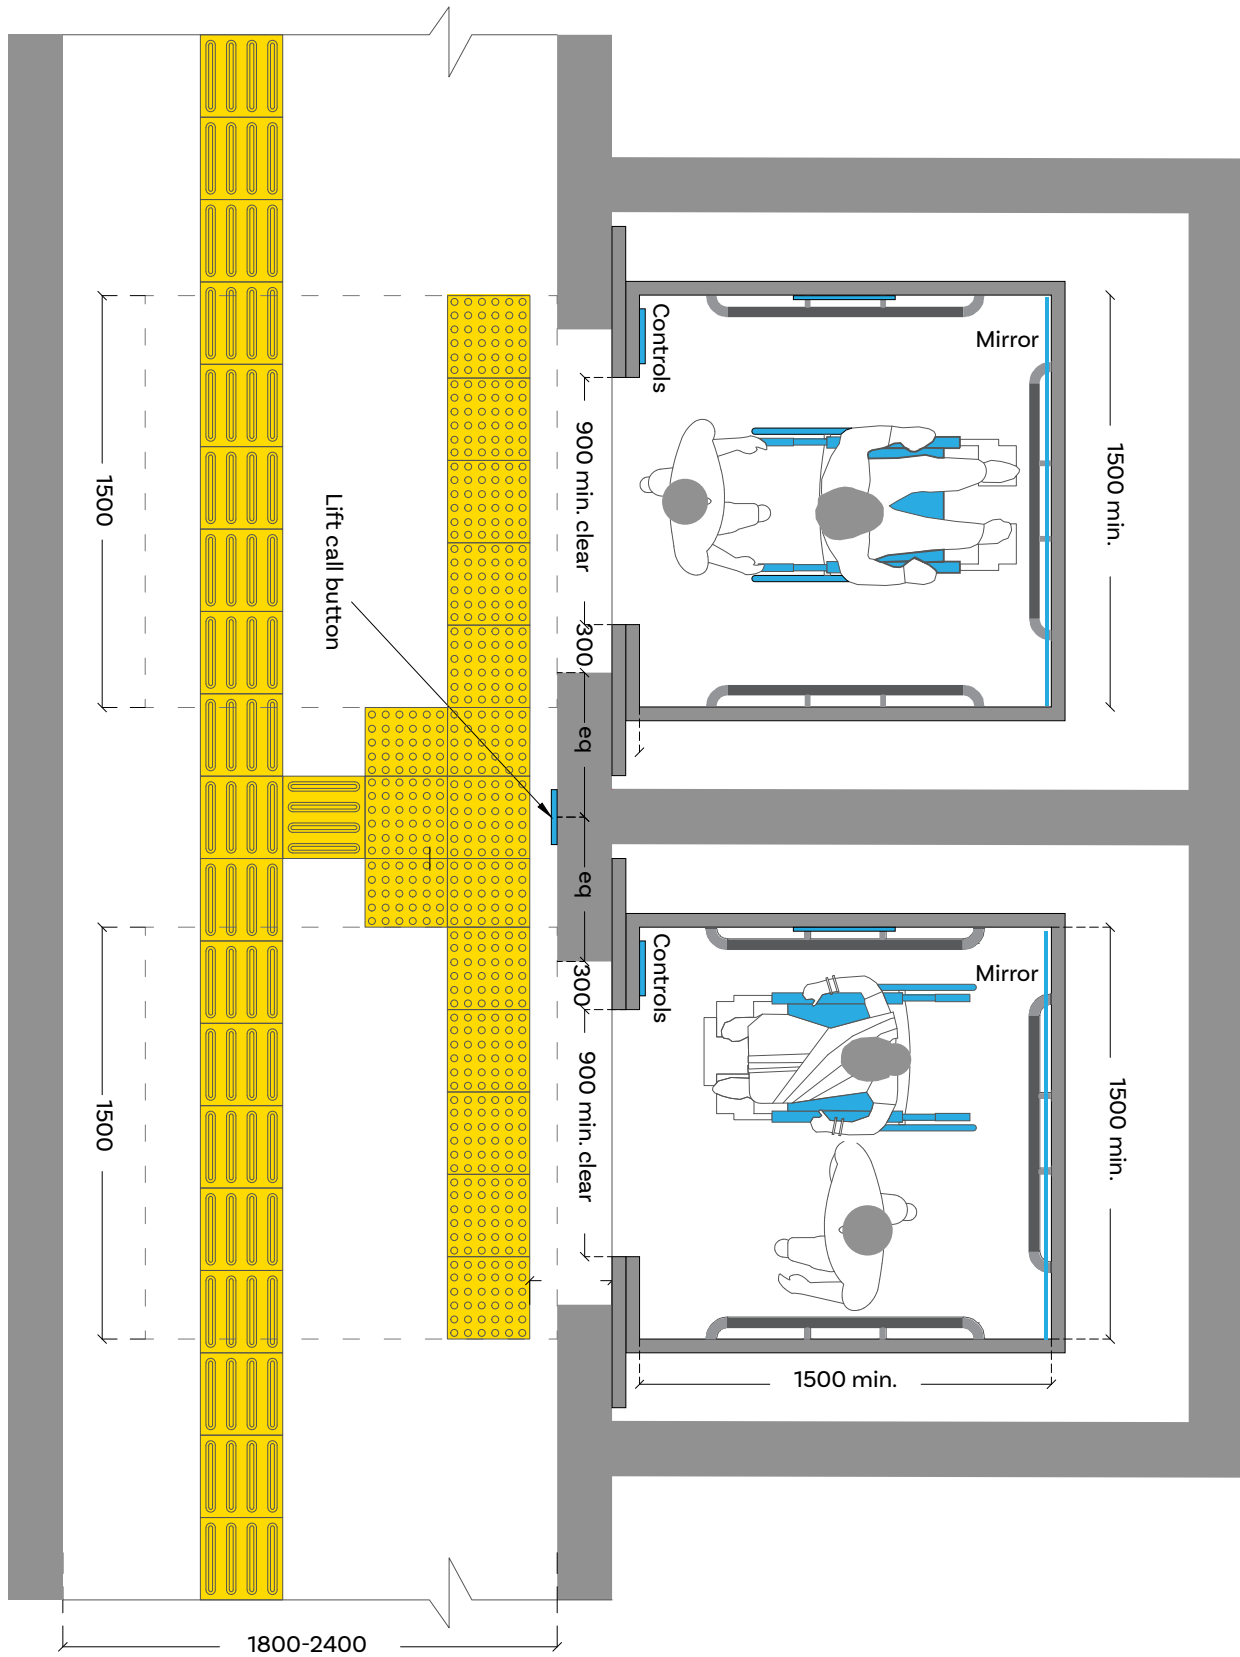 Controls
Mirror
1500 min.
900 min. clear
1500
Lift call button
300
eq
eq
300
Controls
Mirror
900 min. clear
1500
1500 min.
1500 min.
1800-2400